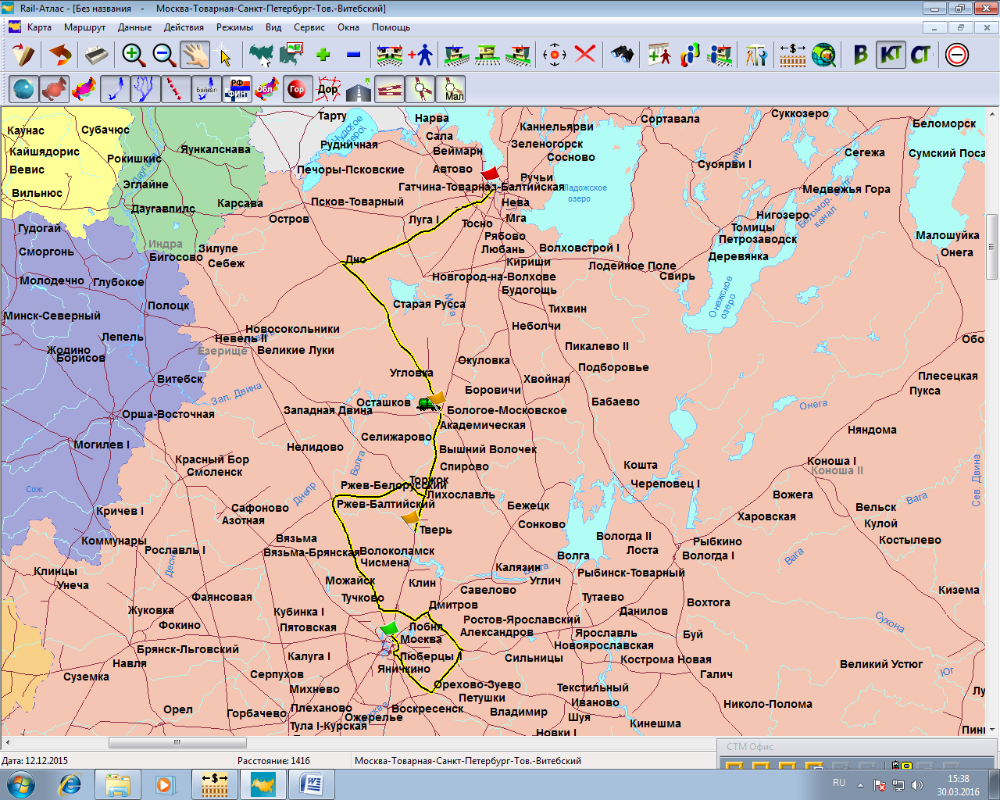 Rail-Атлас - [Без названия - Москва-Товарная-Санкт-Петербург-Тов.-Витебский]
Карта Маршрут Данные Действия Режимы Вид Сервис Окна Помощь
В КТ СТ
Байкал РФ ФИН Обл Гор Дор Мал
Тарту Нарва Каннельярви Сортавала Суккозеро Беломорск
Каунас Субачюс Чудское озеро Сала Зеленогорск
Кайшядорис Рокишкис Яункалснава Рудничная Веймарн Сосново Сегежа Сумский Поса
Вевис Печоры-Псковские Автово Ручьи Суоярви I
Вильнюс Эглайне Гатчина-Товарная-Балтийская Ладожское озеро Медвежья Гора
Даугавпилс Карсава Псков-Товарный Нева Беломор. канал
Гудогай Остров Луга I Тосно Мга Нигозеро
Индра Зилупе Рябово Томицы Малошуйка
Сморгонь Бигосово Себеж Дно Любань Волховстрой I Петрозаводск Онега
Кириши Лодейное Поле Деревянка
Молодечно Глубокое Новгород-на-Волхове Свирь
Полоцк Старая Русса Будогощь Онежское озеро
Минск-Северный Тихвин
Лепель Новосокольники Неболчи
Жодино Невель II Пикалево II Обоз
Борисов Езерище Великие Луки Окуловка
Витебск Угловка Хвойная Подборовье Плесецкая
Зап. Двина Боровичи Пукса
Орша-Восточная Западная Двина Осташков Бологое-Московское Бабаево Онега
Академическая Няндома
Могилев I Нелидово Селижарово Вышний Волочек
Красный Бор Волга Спирово Кошта Коноша I
Смоленск Торжок Коноша II
Сож Днепр Ржев-Белорусский Лихославль Череповец I Вожега Вага Сев. Двина
Кричев I Сафоново Ржев-Балтийский Бежецк Вельск
Азотная Сонково Харовская Кулой
Коммунары Вязьма Тверь Вологда II Рыбкино Костылево
Рославль I Вязьма-Брянская Волоколамск Лоста Вологда I Вага
Десна Чисмена Волга
Клинцы Калязин Рыбинск-Товарный
Унеча Можайск Клин Углич Кизема
Фаянсовая Тучково Савелово Тутаево Вохтога
Жуковка Кубинка I Дмитров Данилов
Фокино Пятовская Лобня Ростов-Ярославский Сухона
Москва Александров Ярославль Буй
Брянск-Льговский Калуга I Люберцы I Новоярославская
Навля Яничкино Сильницы Кострома Новая Великий Устюг
Суземка Серпухов Галич Юг
Михнево Орехово-Зуево Текстильный
Орел Плеханово Петушки Иваново Николо-Полома
Горбачево Воскресенск Владимир Шуя
Ожерелье Кинешма
Тула I-Курская Новки I
Дата: 12.12.2015 Расстояние: 1416 Москва-Товарная-Санкт-Петербург-Тов.-Витебский
СТМ Офис
RU 15:38
30.03.2016